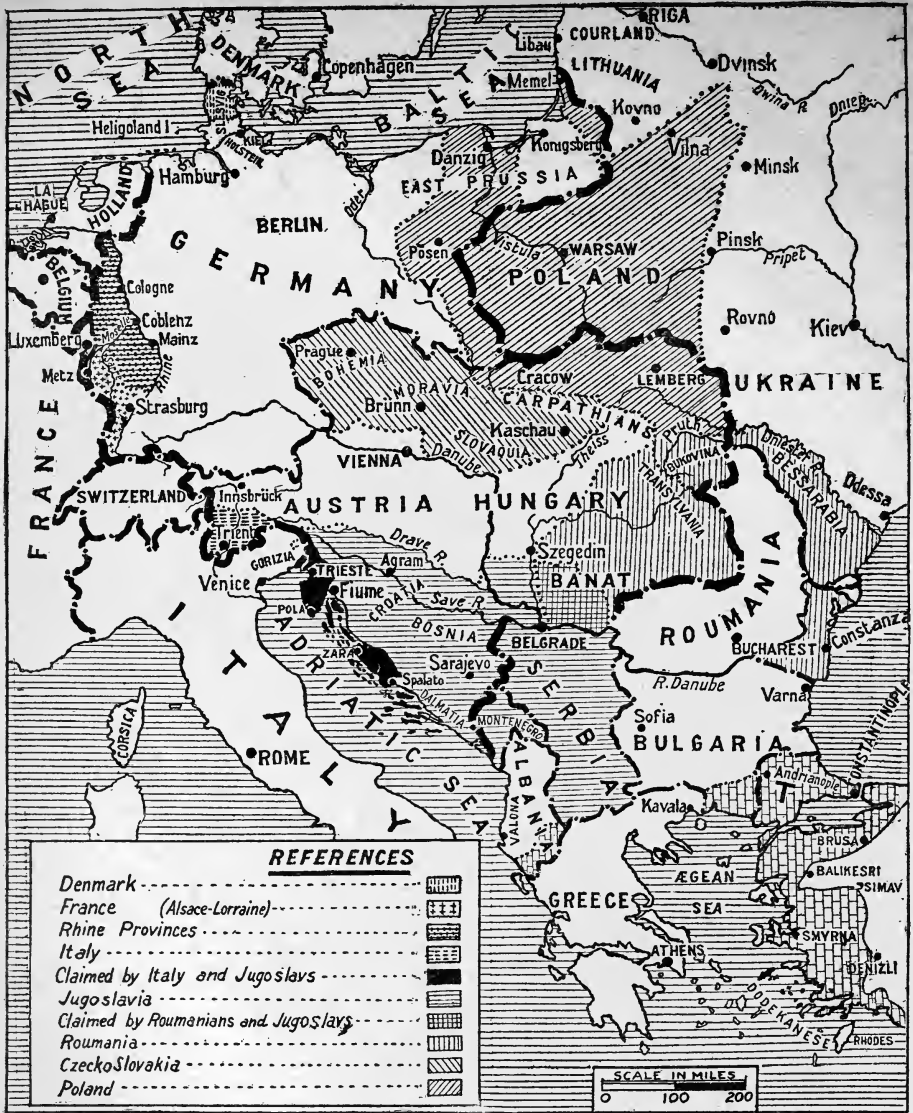 NORTH SEA
DENMARK
Copenhagen
BALTIC SEA
RIGA
Libau
COURLAND
Memel
LITHUANIA
Dvinsk
Dwina R.
Dniep.
Kovno
Vilna
Minsk
Heligoland I.
SLESVIG
KIEL
HOLSTEIN
Hamburg
Danzig
Konigsberg
EAST PRUSSIA
LA HAGUE
HOLLAND
Oder
BERLIN
Posen
Vistula
WARSAW
POLAND
Pinsk
Pripet
GERMANY
BELGIUM
Cologne
Coblenz
Moselle
Mainz
Luxemberg
Metz
Rhine
Strasburg
Rovno
Kiev
UKRAINE
Prague
BOHEMIA
MORAVIA
Brünn
Cracow
LEMBERG
CARPATHIANS
Kaschau
SLOVAQUIA
Theiss
Pruth
BUKOVINA
Dniester R.
BESSARABIA
Odessa
FRANCE
VIENNA
Danube
SWITZERLAND
Innsbrück
AUSTRIA HUNGARY
TRANSYLVANIA
Trient
Drave R.
Szegedin
BANAT
GORIZIA
Venice
TRIESTE
Agram
Fiume
CROATIA
Save R.
POLA
BOSNIA
BELGRADE
ROUMANIA
BUCHAREST
Constanza
ITALY
ADRIATIC SEA
ZARA
Sarajevo
Spalato
DALMATIA
SERBIA
R. Danube
Varna
MONTENEGRO
Sofia
BULGARIA
CONSTANTINOPLE
CORSICA
ROME
ALBANI
VALONA
Kavala
Andrianople
T
BRUSA
BALIKESRI
SIMAV
GREECE
ÆGEAN SEA
SMYRNA
DENIZLI
ATHENS
DODEKANESE
RHODES
REFERENCES
Denmark
France (Alsace-Lorraine)
Rhine Provinces
Italy
Claimed by Italy and Jugoslavs
Jugoslavia
Claimed by Roumanians and Jugoslavs
Roumania
CzeckoSlovakia
Poland
SCALE IN MILES
0 100 200